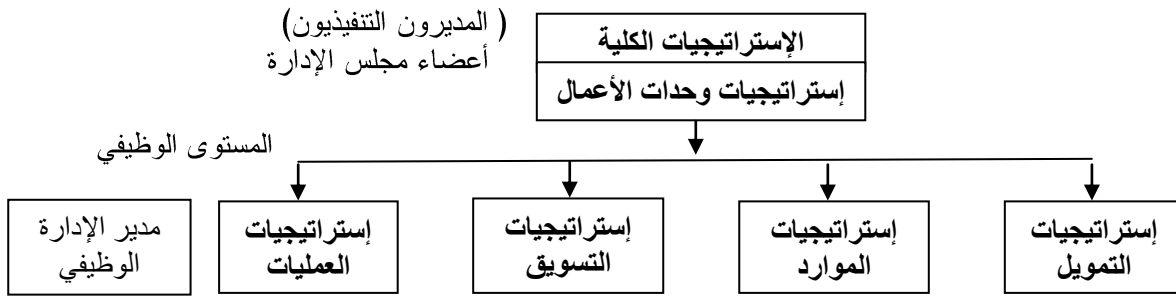 ( المديرون التنفيذيون)
أعضاء مجلس الإدارة
الإستراتيجيات الكلية
إستراتيجيات وحدات الأعمال
المستوى الوظيفي
إستراتيجيات
التمويل
إستراتيجيات
الموارد
إستراتيجيات
التسويق
إستراتيجيات
العمليات
مدير الإدارة
الوظيفي